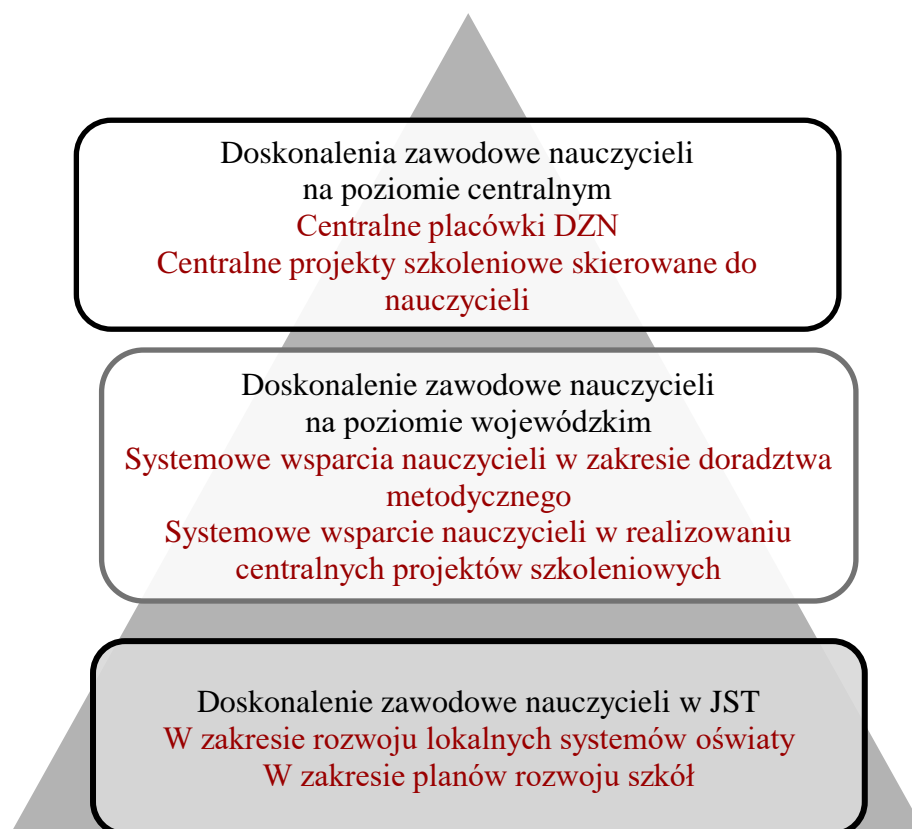 Doskonalenia zawodowe nauczycieli
na poziomie centralnym
Centralne placówki DZN
Centralne projekty szkoleniowe skierowane do
nauczycieli
Doskonalenie zawodowe nauczycieli
na poziomie wojewódzkim
Systemowe wsparcia nauczycieli w zakresie doradztwa
metodycznego
Systemowe wsparcie nauczycieli w realizowaniu
centralnych projektów szkoleniowych
Doskonalenie zawodowe nauczycieli w JST
W zakresie rozwoju lokalnych systemów oświaty
W zakresie planów rozwoju szkół